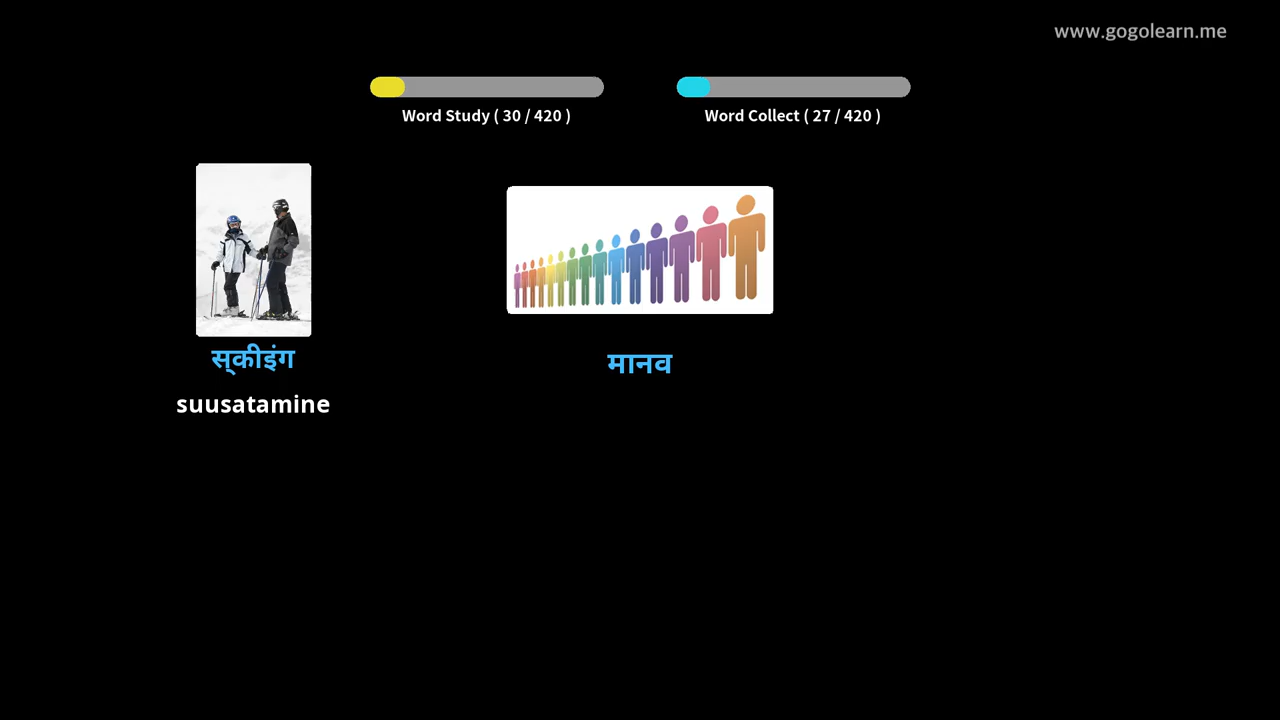 www.gogolearn.me
Word Study ( 30 / 420 )
Word Collect ( 27 / 420 )
स्कीइंग
मानव
suusatamine